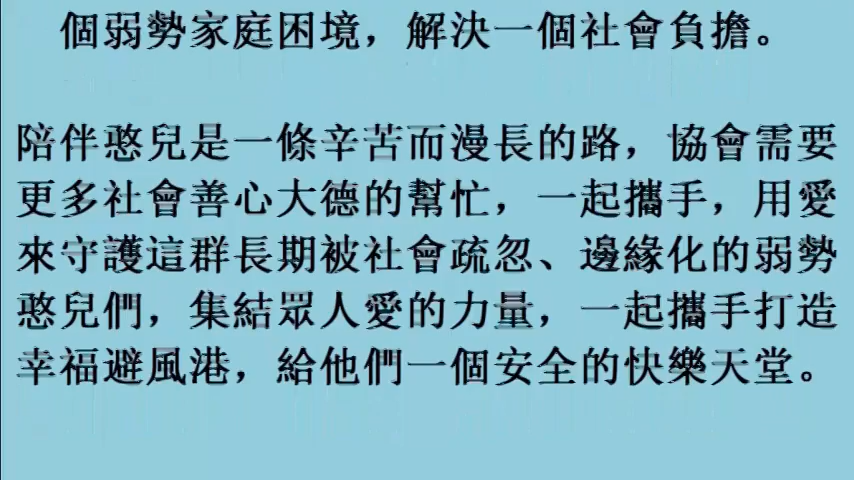 個弱勢家庭困境，解決一個社會負擔。
陪伴憨兒是一條辛苦而漫長的路，協會需要
更多社會善心大德的幫忙，一起攜手，用愛
來守護這群長期被社會疏忽、邊緣化的弱勢
憨兒們，集結眾人愛的力量，一起攜手打造
幸福避風港，給他們一個安全的快樂天堂。